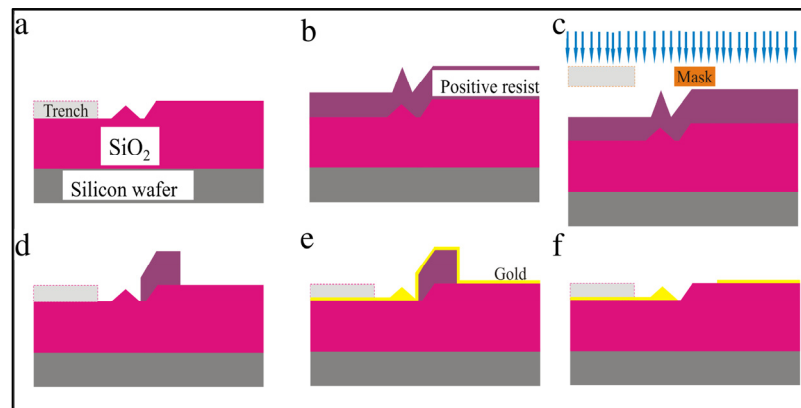 a
b
c
Trench
Positive resist
Mask
SiO₂
Silicon wafer
d
e
f
Gold